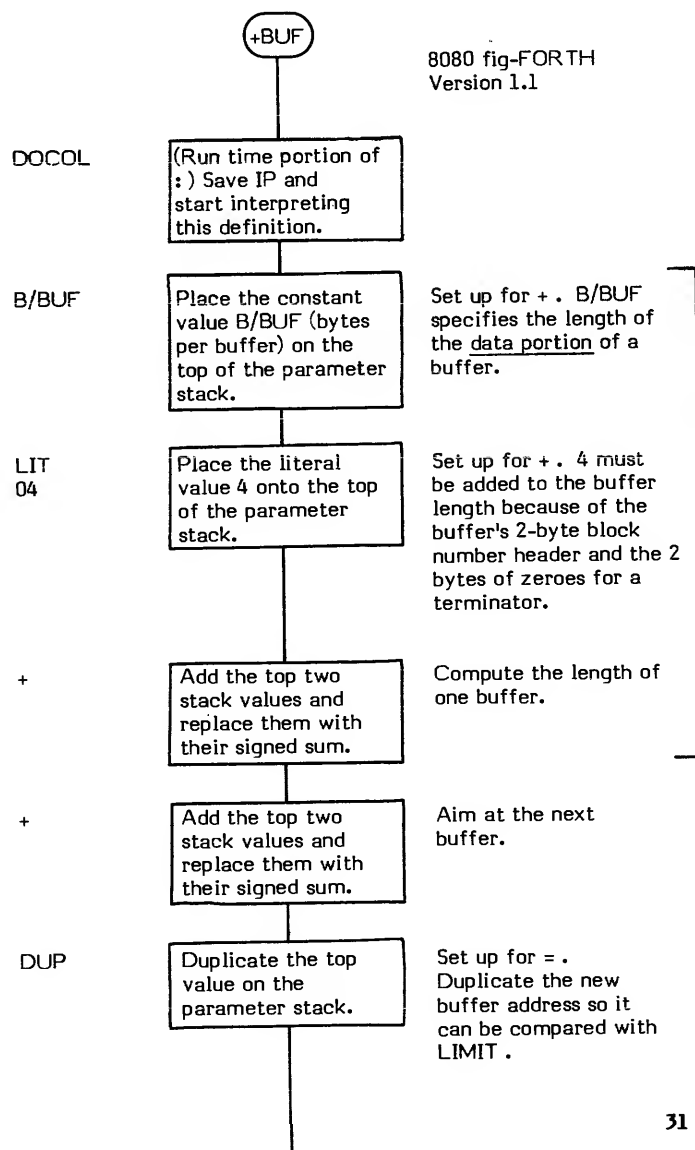 +BUF
8080 fig-FORTH
Version 1.1
DOCOL
(Run time portion of
: ) Save IP and
start interpreting
this definition.
B/BUF
Place the constant
value B/BUF (bytes
per buffer) on the
top of the parameter
stack.
Set up for + . B/BUF
specifies the length of
the data portion of a
buffer.
LIT
04
Place the literal
value 4 onto the top
of the parameter
stack.
Set up for + . 4 must
be added to the buffer
length because of the
buffer's 2-byte block
number header and the 2
bytes of zeroes for a
terminator.
+
Add the top two
stack values and
replace them with
their signed sum.
Compute the length of
one buffer.
+
Add the top two
stack values and
replace them with
their signed sum.
Aim at the next
buffer.
DUP
Duplicate the top
value on the
parameter stack.
Set up for = .
Duplicate the new
buffer address so it
can be compared with
LIMIT .
31